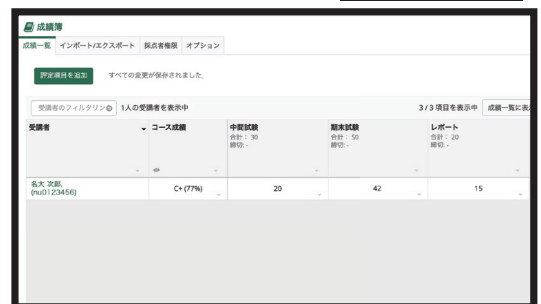 成績簿
成績一覧 インポート/エクスポート 採点者権限 オプション
評定項目を追加 すべての変更が保存されました。
受講者のフィルタリン 1人の受講者を表示中 3 / 3 項目を表示中 成績一覧に表
受講者 コース成績 中間試験 期末試験 レポート
合計: 30 合計: 50 合計: 20
締切: - 締切: - 締切: -
名大 次郎, C+ (77%) 20 42 15
(nu0123456)